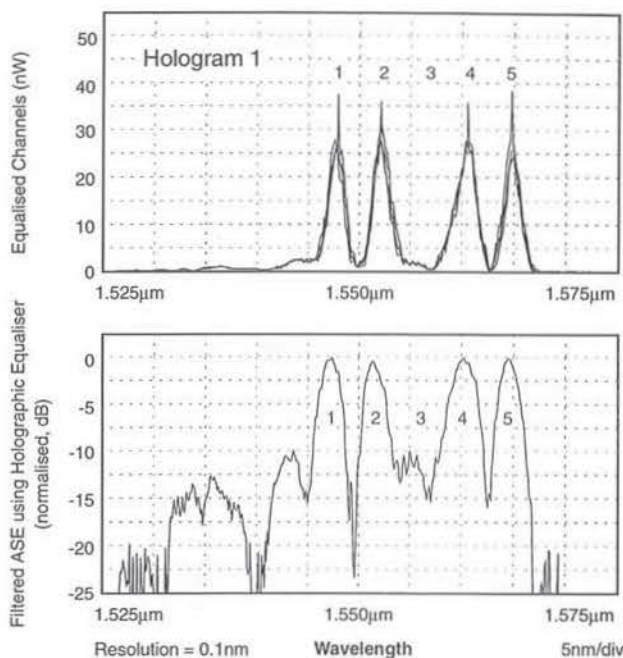 Equalised Channels (nW)
50
40
30
20
10
0
Hologram 1
1 2 3 4 5
1.525µm 1.550µm 1.575µm
Filtered ASE using Holographic Equaliser
(normalised, dB)
0
-5
-10
-15
-20
-25
1 2 3 4 5
1.525µm 1.550µm 1.575µm
Resolution = 0.1nm Wavelength 5nm/div